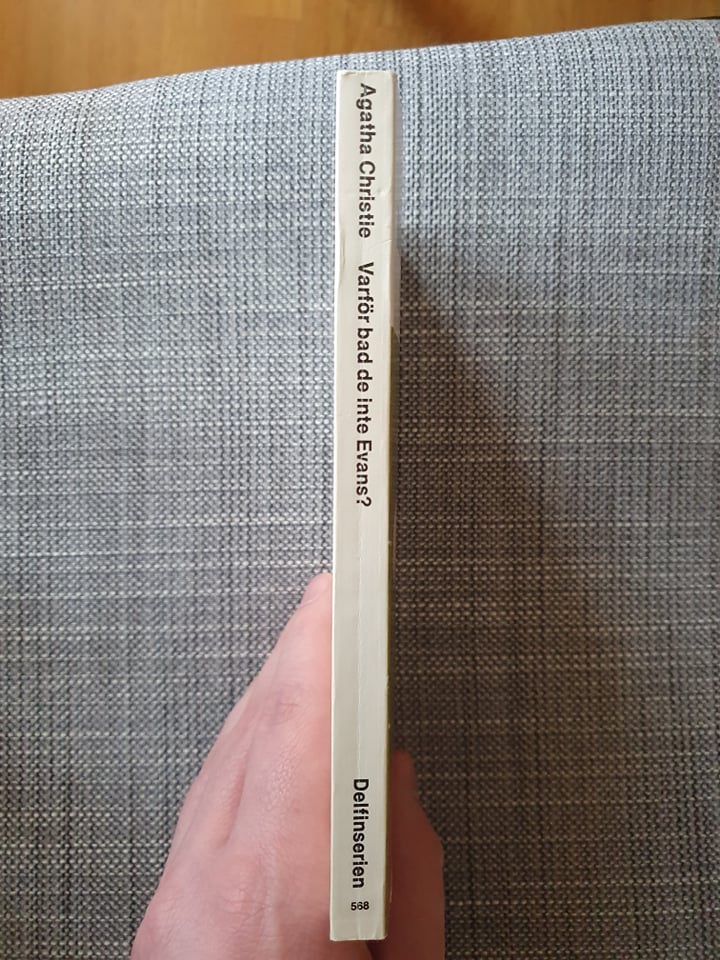 Agatha Christie Varför bad de inte Evans?
Delfinserien
568